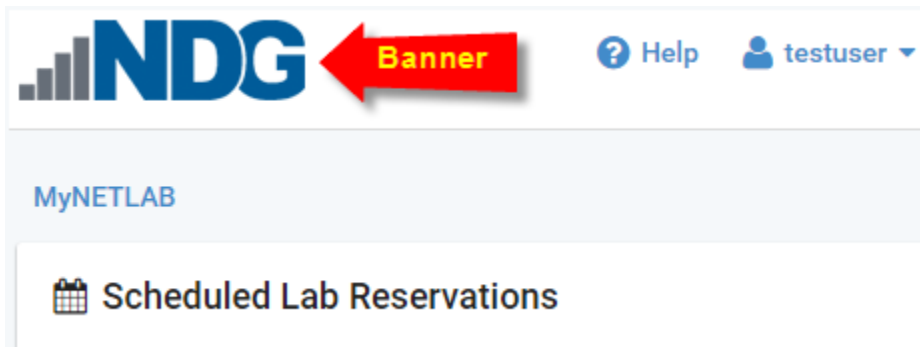 NDG Banner Help testuser
MyNETLAB
Scheduled Lab Reservations